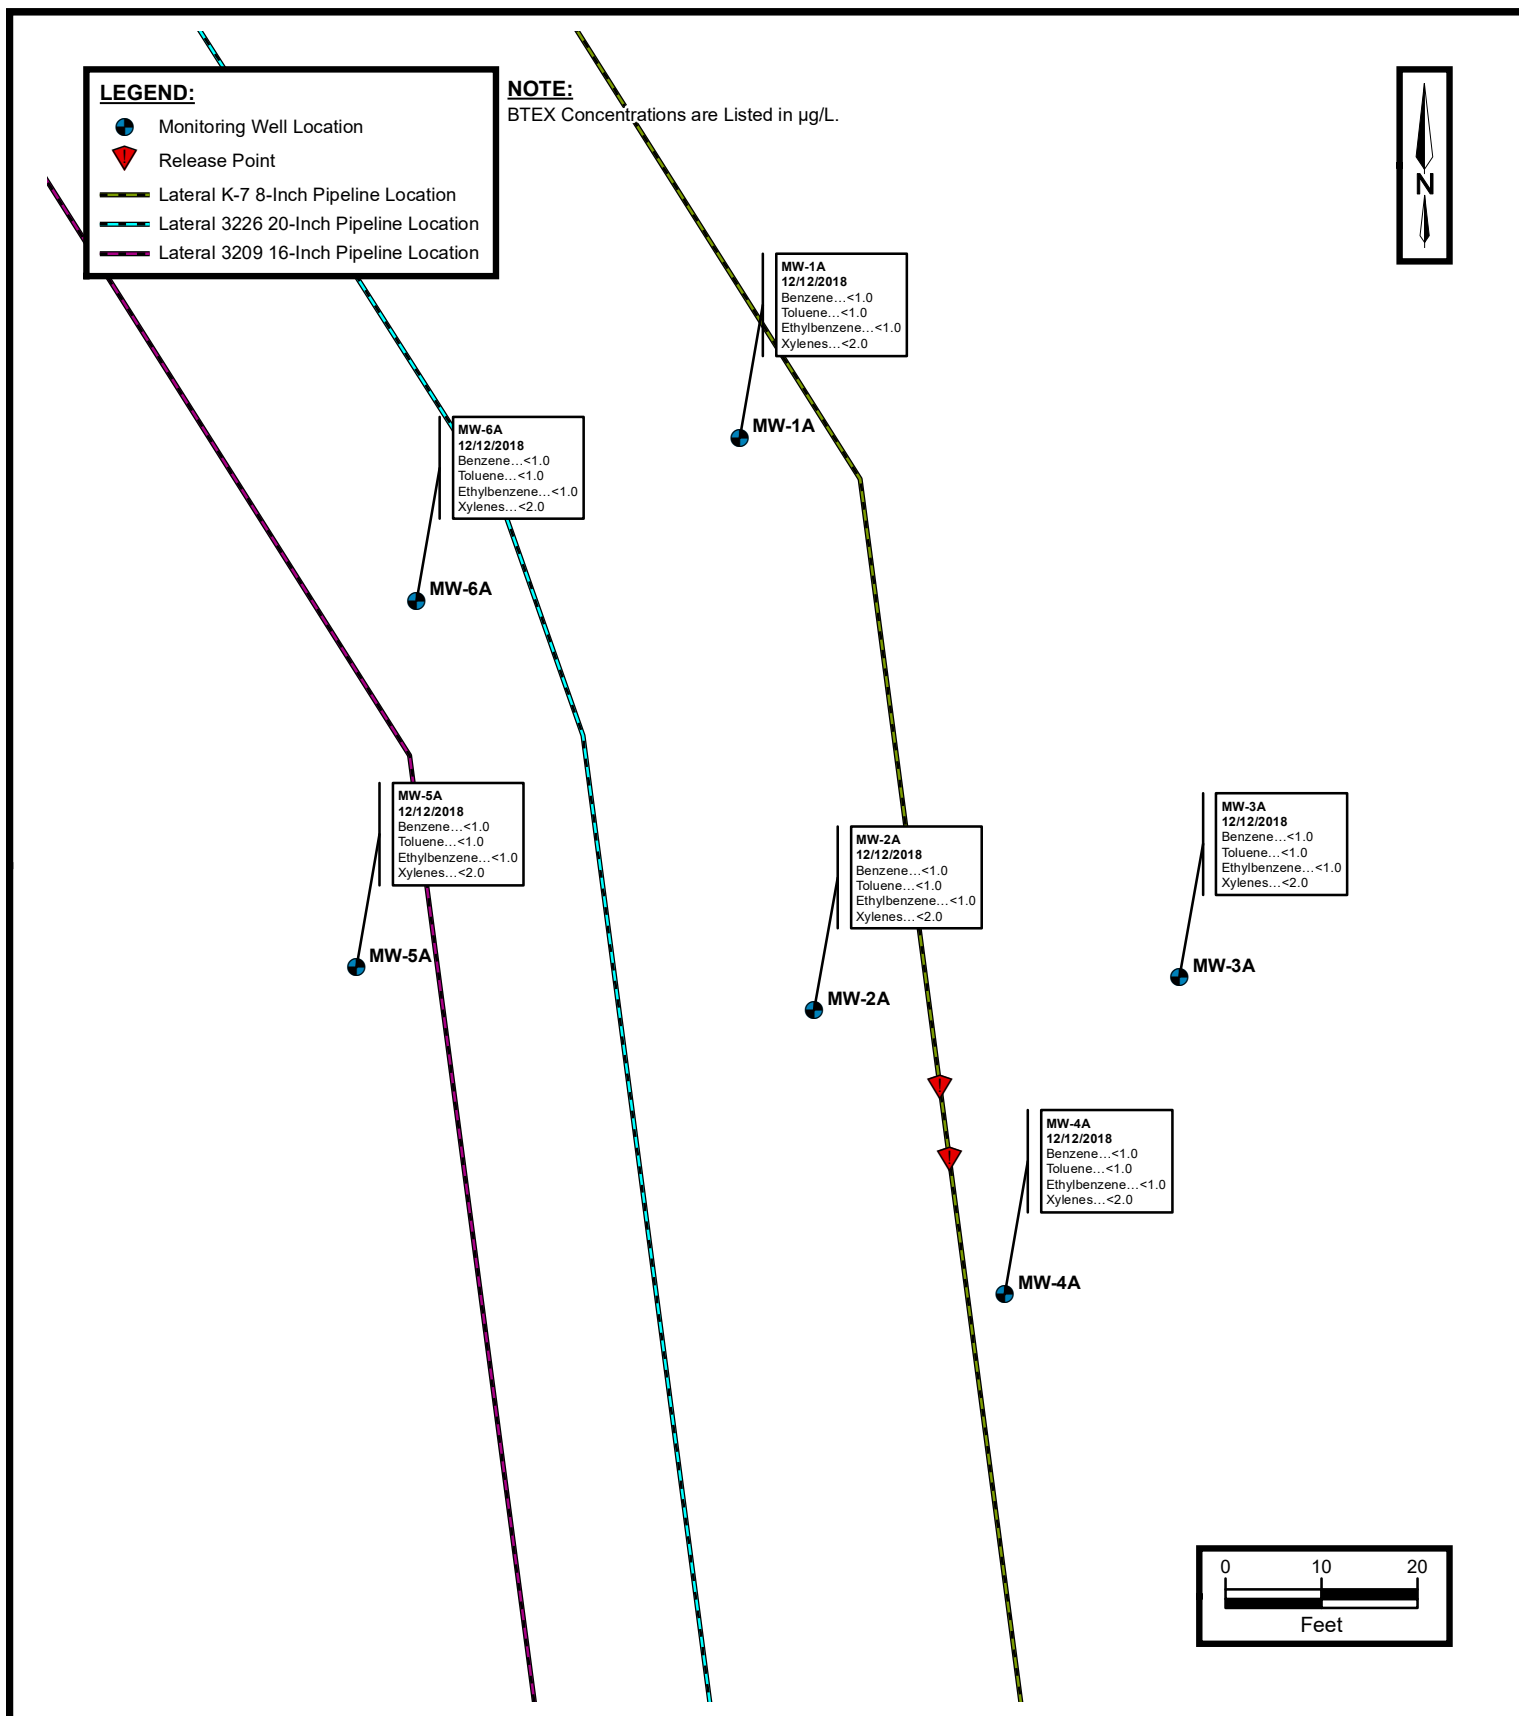 LEGEND:
Monitoring Well Location
Release Point
Lateral K-7 8-Inch Pipeline Location
Lateral 3226 20-Inch Pipeline Location
Lateral 3209 16-Inch Pipeline Location
NOTE:
BTEX Concentrations are Listed in µg/L.
N
MW-1A
12/12/2018
Benzene...<1.0
Toluene...<1.0
Ethylbenzene...<1.0
Xylenes...<2.0
MW-1A
MW-6A
12/12/2018
Benzene...<1.0
Toluene...<1.0
Ethylbenzene...<1.0
Xylenes...<2.0
MW-6A
MW-5A
12/12/2018
Benzene...<1.0
Toluene...<1.0
Ethylbenzene...<1.0
Xylenes...<2.0
MW-5A
MW-2A
12/12/2018
Benzene...<1.0
Toluene...<1.0
Ethylbenzene...<1.0
Xylenes...<2.0
MW-2A
MW-3A
12/12/2018
Benzene...<1.0
Toluene...<1.0
Ethylbenzene...<1.0
Xylenes...<2.0
MW-3A
MW-4A
12/12/2018
Benzene...<1.0
Toluene...<1.0
Ethylbenzene...<1.0
Xylenes...<2.0
MW-4A
0 10 20
Feet